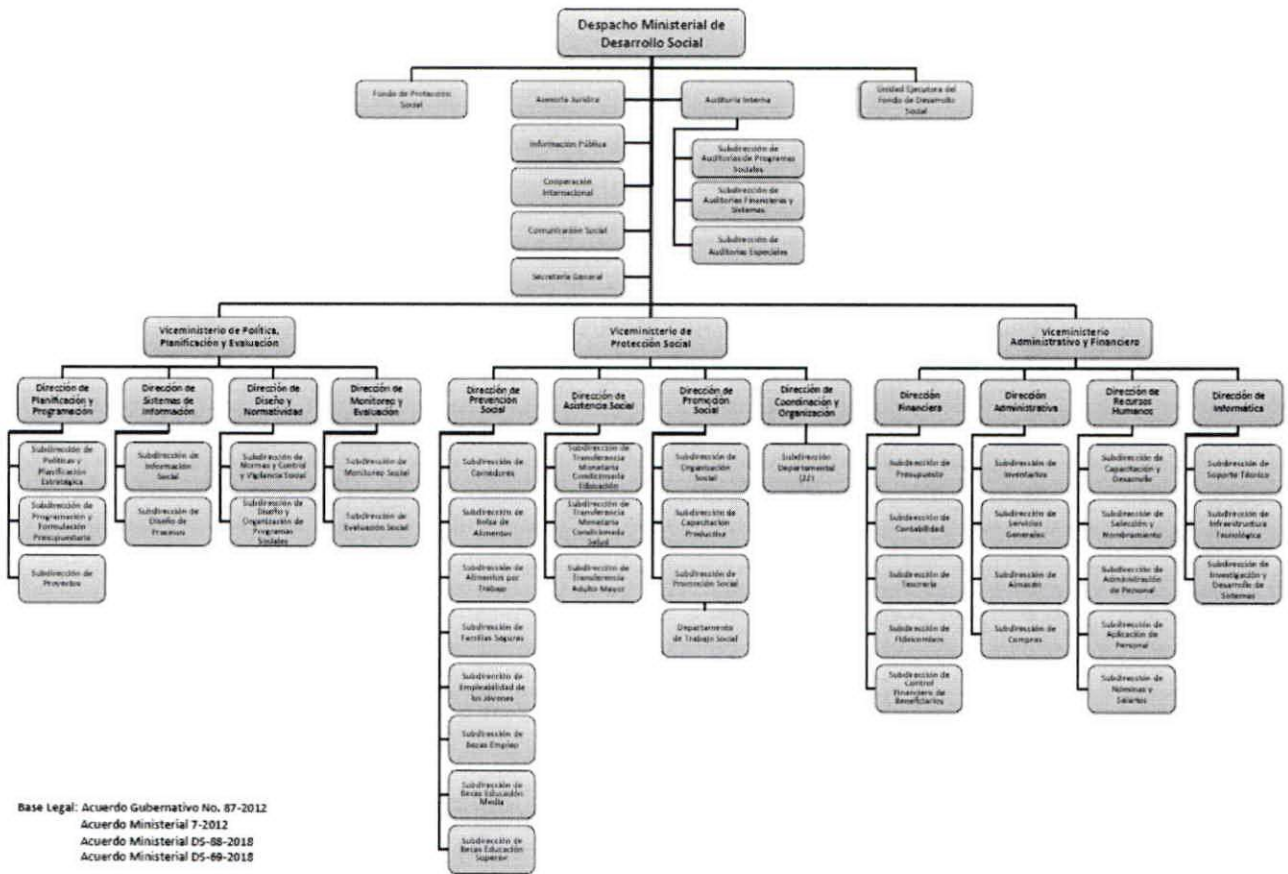 Despacho Ministerial de
Desarrollo Social
Fondo de Protección
Social
Asesoría Jurídica
Auditoría Interna
Unidad Ejecutora del
Fondo de Desarrollo
Social
Información Pública
Subdirección de
Auditorías de Programas
Sociales
Cooperación
Internacional
Subdirección de
Auditorías Financieras y
Sistemas
Comunicación Social
Subdirección de
Auditorías Especiales
Secretaría General
Viceministerio de Política,
Planificación y Evaluación
Viceministerio de
Protección Social
Viceministerio
Administrativo y Financiero
Dirección de
Planificación y
Programación
Dirección de
Sistemas de
Información
Dirección de
Diseño y
Normatividad
Dirección de
Monitoreo y
Evaluación
Dirección de
Prevención
Social
Dirección de
Asistencia Social
Dirección de
Promoción
Social
Dirección de
Coordinación y
Organización
Dirección
Financiera
Dirección
Administrativa
Dirección de
Recursos
Humanos
Dirección de
Informática
Subdirección de
Políticas y
Planificación
Estratégica
Subdirección de
Programación y
Formulación
Presupuestaria
Subdirección de
Proyectos
Subdirección de
Información
Social
Subdirección de
Diseño de
Procesos
Subdirección de
Normas y Control
y Vigilancia Social
Subdirección de
Diseño y
Organización de
Programas
Sociales
Subdirección de
Monitoreo Social
Subdirección de
Evaluación Social
Subdirección de
Comedores
Subdirección de
Bolsa de
Alimentos
Subdirección de
Alimentos por
Trabajo
Subdirección de
Familias Seguras
Subdirección de
Empleabilidad de
los Jóvenes
Subdirección de
Becas Empleo
Subdirección de
Becas Educación
Media
Subdirección de
Becas Educación
Superior
Subdirección de
Transferencia
Monetaria
Condicionada
Educación
Subdirección de
Transferencia
Monetaria
Condicionada
Salud
Subdirección de
Transferencia
Adulto Mayor
Subdirección de
Organización
Social
Subdirección de
Capacitación
Productiva
Subdirección de
Promoción Social
Departamento
de Trabajo Social
Subdirección
Departamental
(22)
Subdirección de
Presupuesto
Subdirección de
Contabilidad
Subdirección de
Tesorería
Subdirección de
Fideicomisos
Subdirección de
Control
Financiero de
Beneficiarios
Subdirección de
Inventarios
Subdirección de
Servicios
Generales
Subdirección de
Almacén
Subdirección de
Compras
Subdirección de
Capacitación y
Desarrollo
Subdirección de
Selección y
Nombramiento
Subdirección de
Administración
de Personal
Subdirección de
Aplicación de
Personal
Subdirección de
Nóminas y
Salarios
Subdirección de
Soporte Técnico
Subdirección de
Infraestructura
Tecnológica
Subdirección de
Investigación y
Desarrollo de
Sistemas
Base Legal: Acuerdo Gubernativo No. 87-2012
Acuerdo Ministerial 7-2012
Acuerdo Ministerial DS-88-2018
Acuerdo Ministerial DS-69-2018